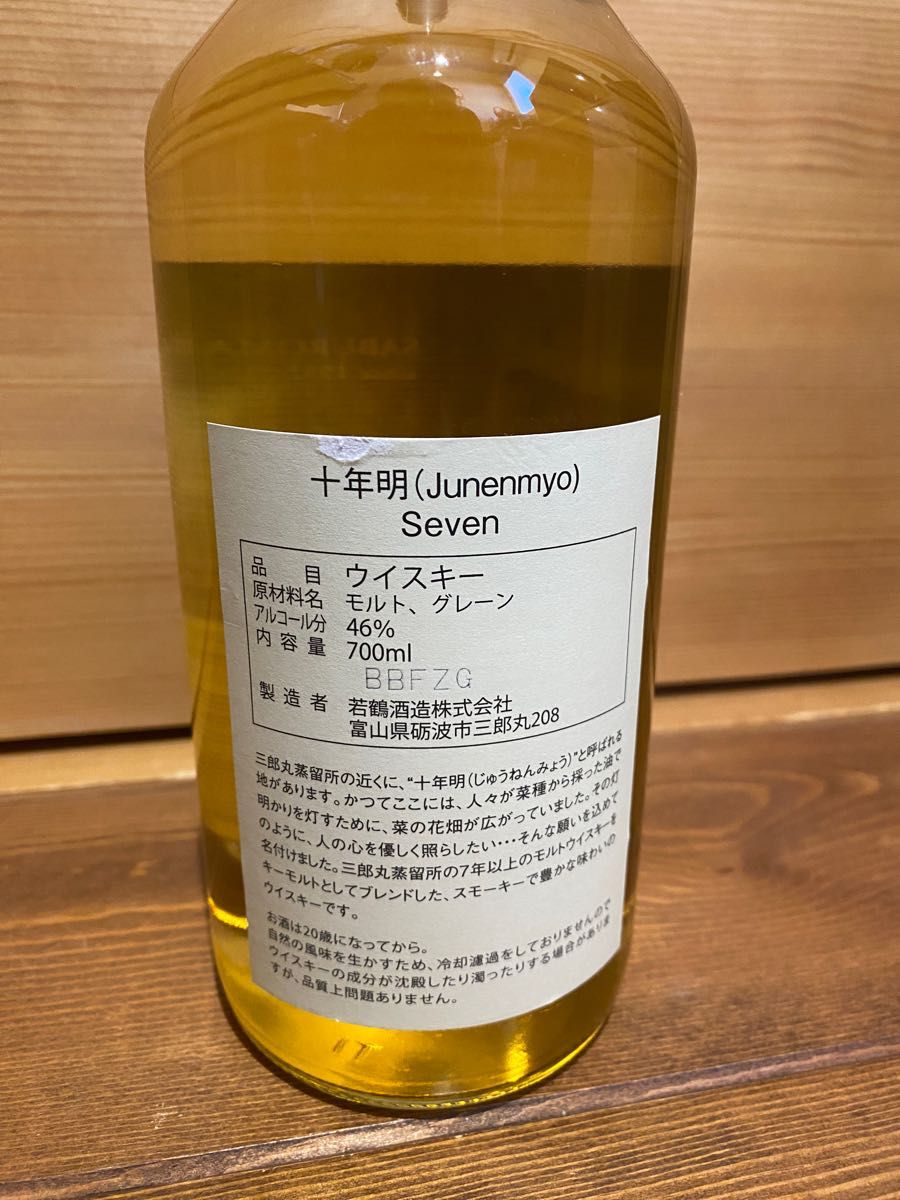 十年明(Junenmyo)
Seven
品目 ウイスキー
原材料名 モルト、グレーン
アルコール分 46%
内容量 700ml
BBFZG
製造者 若鶴酒造株式会社
富山県砺波市三郎丸208
三郎丸蒸留所の近くに、“十年明(じゅうねんみょう)”と呼ばれる
地があります。かつてここには、人々が菜種から採った油で
明かりを灯すために、菜の花畑が広がっていました。その灯
のように、人の心を優しく照らしたい・・・そんな願いを込めて
名付けました。三郎丸蒸留所の7年以上のモルトウイスキーを
キーモルトとしてブレンドした、スモーキーで豊かな味わいの
ウイスキーです。
お酒は20歳になってから。
自然の風味を生かすため、冷却濾過をしておりませんので
ウイスキーの成分が沈殿したり濁ったりする場合がありま
すが、品質上問題ありません。